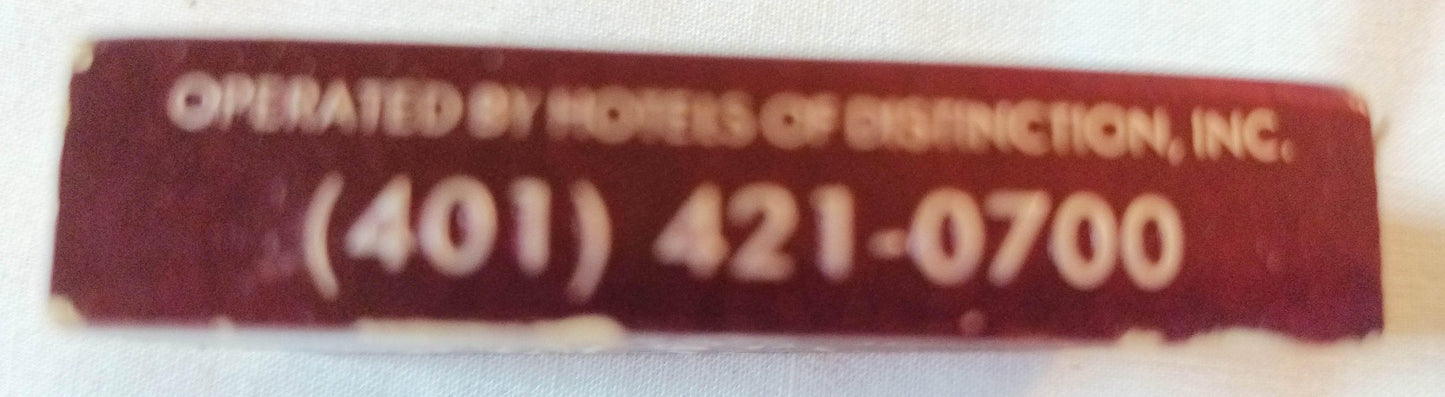 OPERATED BY HOTELS OF DISTINCTION, INC.
(401) 421-0700